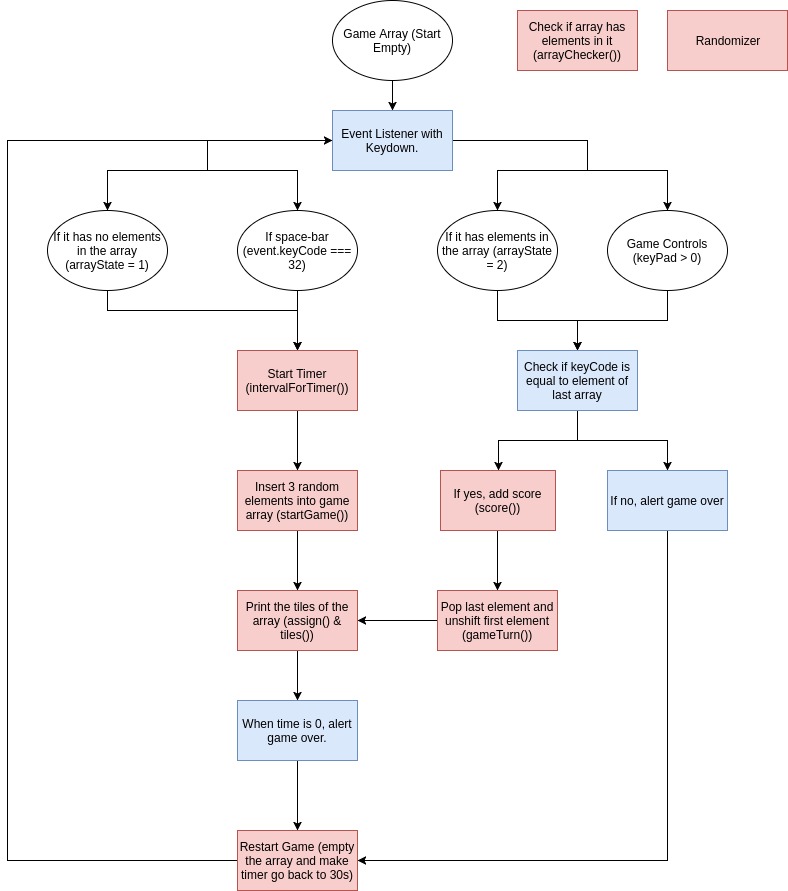 Game Array (Start
Empty)
Check if array has
elements in it
(arrayChecker())
Randomizer
Event Listener with
Keydown.
If it has no elements
in the array
(arrayState = 1)
If space-bar
(event.keyCode ===
32)
If it has elements in
the array (arrayState
= 2)
Game Controls
(keyPad > 0)
Start Timer
(intervalForTimer())
Check if keyCode is
equal to element of
last array
Insert 3 random
elements into game
array (startGame())
If yes, add score
(score())
If no, alert game over
Print the tiles of the
array (assign() &
tiles())
Pop last element and
unshift first element
(gameTurn())
When time is 0, alert
game over.
Restart Game (empty
the array and make
timer go back to 30s)